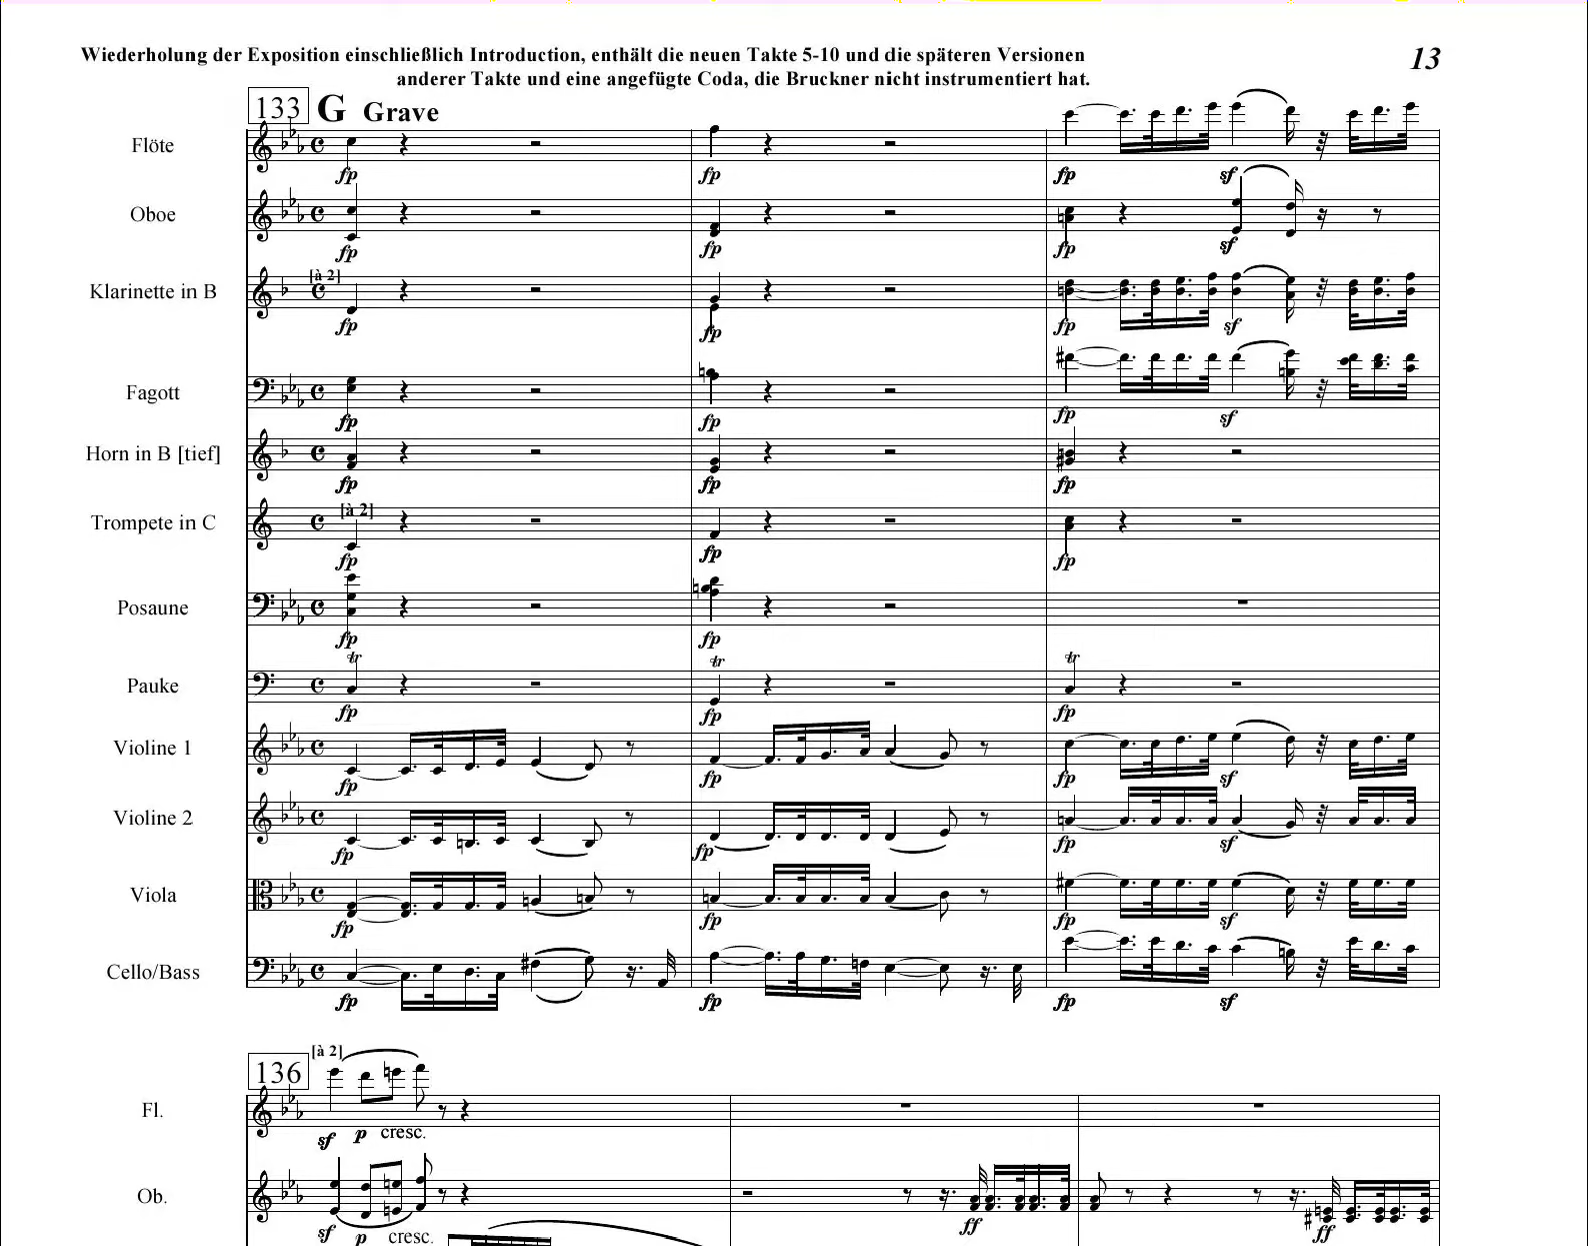 Wiederholung der Exposition einschließlich Introduction, enthält die neuen Takte 5-10 und die späteren Versionen
anderer Takte und eine angefügte Coda, die Bruckner nicht instrumentiert hat.
13
133 G Grave
Flöte
fp fp fp sf
Oboe
fp fp fp sf
[à 2]
Klarinette in B
fp fp fp sf
Fagott
fp fp fp sf
Horn in B [tief]
fp fp fp
[à 2]
Trompete in C
fp fp fp
Posaune
fp fp
tr tr tr
Pauke
fp fp fp
Violine 1
fp fp fp sf
Violine 2
fp fp fp sf
Viola
fp fp fp sf
Cello/Bass
fp fp fp sf
[à 2]
136
Fl.
sf p cresc.
Ob.
sf p cresc. ff ff